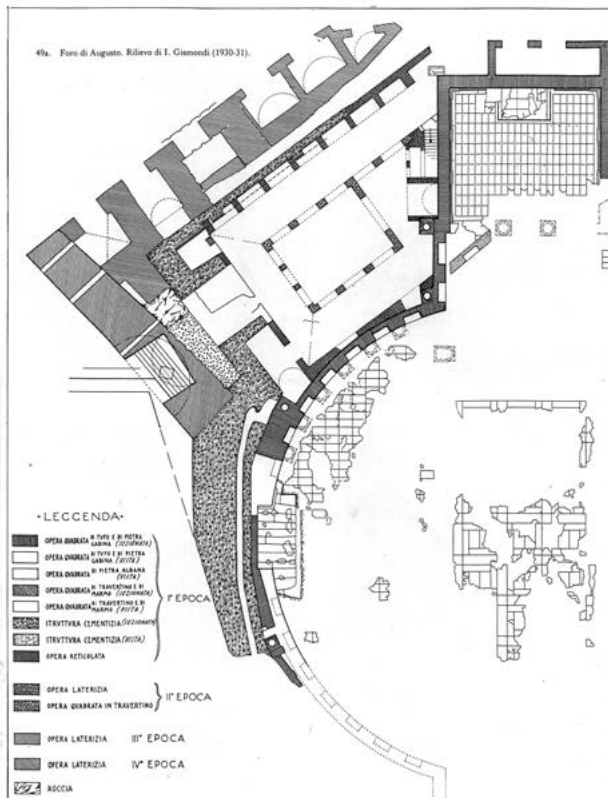 49a. Foro di Augusto. Rilievo di I. Gismondi (1930-31).
•LEGGENDA•
OPERA QUADRATA DI TUFO E DI PIETRA GABINA (SEZIONATA)
OPERA QUADRATA DI TUFO E DI PIETRA GABINA (VISTA)
OPERA QUADRATA DI PIETRA ALBANA (VISTA)
OPERA QUADRATA DI TRAVERTINO E DI MARMO (SEZIONATA)
OPERA QUADRATA DI TRAVERTINO E DI MARMO (VISTA)
STRUTTURA CEMENTIZIA (SEZIONATA)
STRUTTURA CEMENTIZIA (VISTA)
OPERA RETICOLATA
I° EPOCA
OPERA LATERIZIA
OPERA QUADRATA IN TRAVERTINO
II° EPOCA
OPERA LATERIZIA III° EPOCA
OPERA LATERIZIA IV° EPOCA
ROCCIA